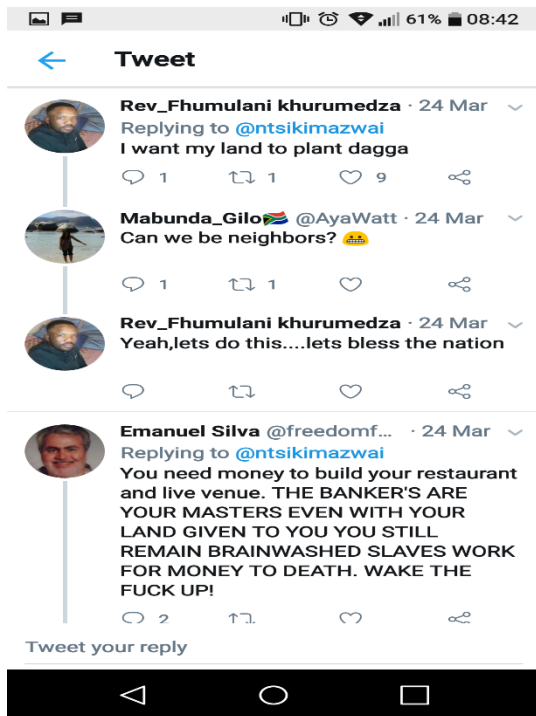 61% 08:42
Tweet
Rev_Fhumulani khurumedza · 24 Mar
Replying to @ntsikimazwai
I want my land to plant dagga
1 1 9
Mabunda_Gilo🇿🇦 @AyaWatt · 24 Mar
Can we be neighbors? 😬
1 1
Rev_Fhumulani khurumedza · 24 Mar
Yeah,lets do this....lets bless the nation
Emanuel Silva @freedomf... · 24 Mar
Replying to @ntsikimazwai
You need money to build your restaurant
and live venue. THE BANKER'S ARE
YOUR MASTERS EVEN WITH YOUR
LAND GIVEN TO YOU YOU STILL
REMAIN BRAINWASHED SLAVES WORK
FOR MONEY TO DEATH. WAKE THE
FUCK UP!
2
Tweet your reply